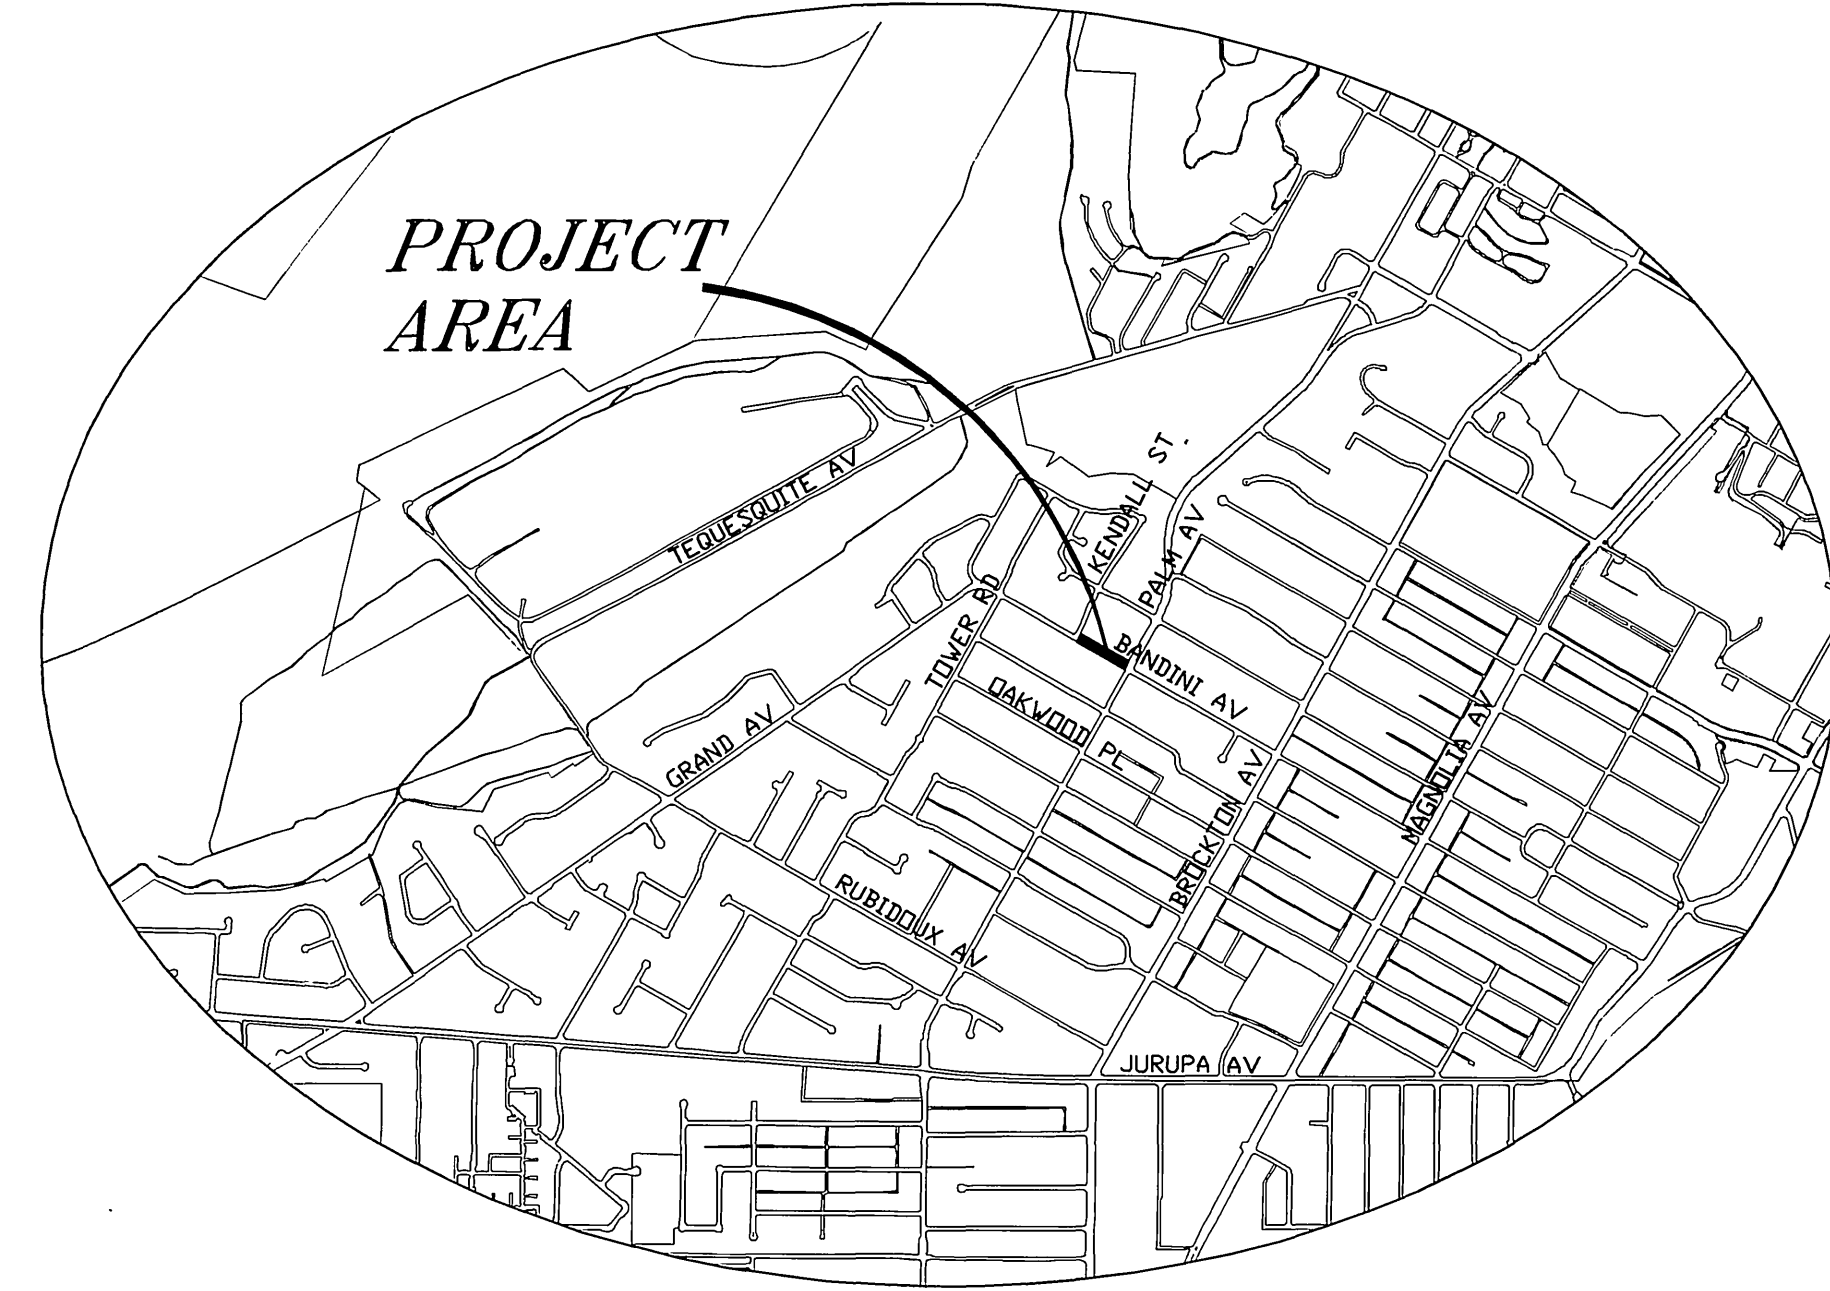 PROJECT
AREA
KENDALL ST.
TEQUESQUITE AV
PALM AV
TOWER RD
BANDINI AV
OAKWOOD PL
GRAND AV
MAGNOLIA AV
BROCKTON AV
RUBIDOUX AV
JURUPA AV